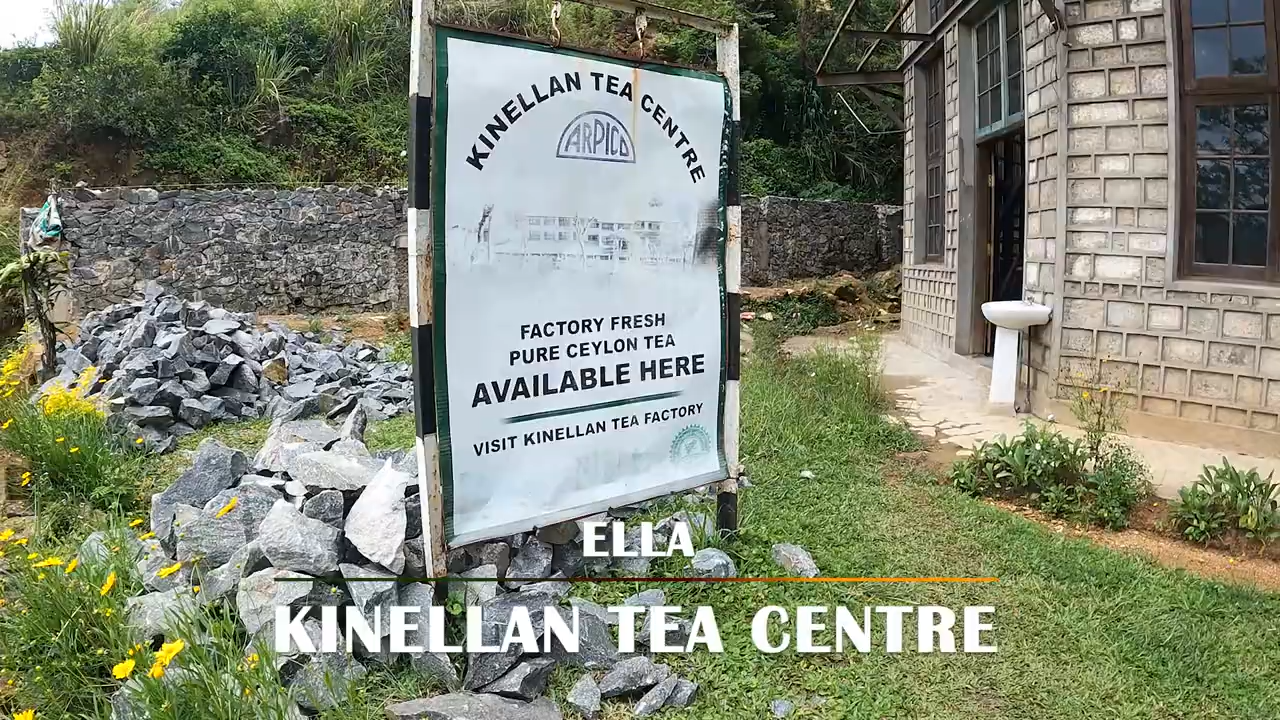 KINELLAN TEA CENTRE
ARPICO
FACTORY FRESH
PURE CEYLON TEA
AVAILABLE HERE
VISIT KINELLAN TEA FACTORY
ELLA
KINELLAN TEA CENTRE